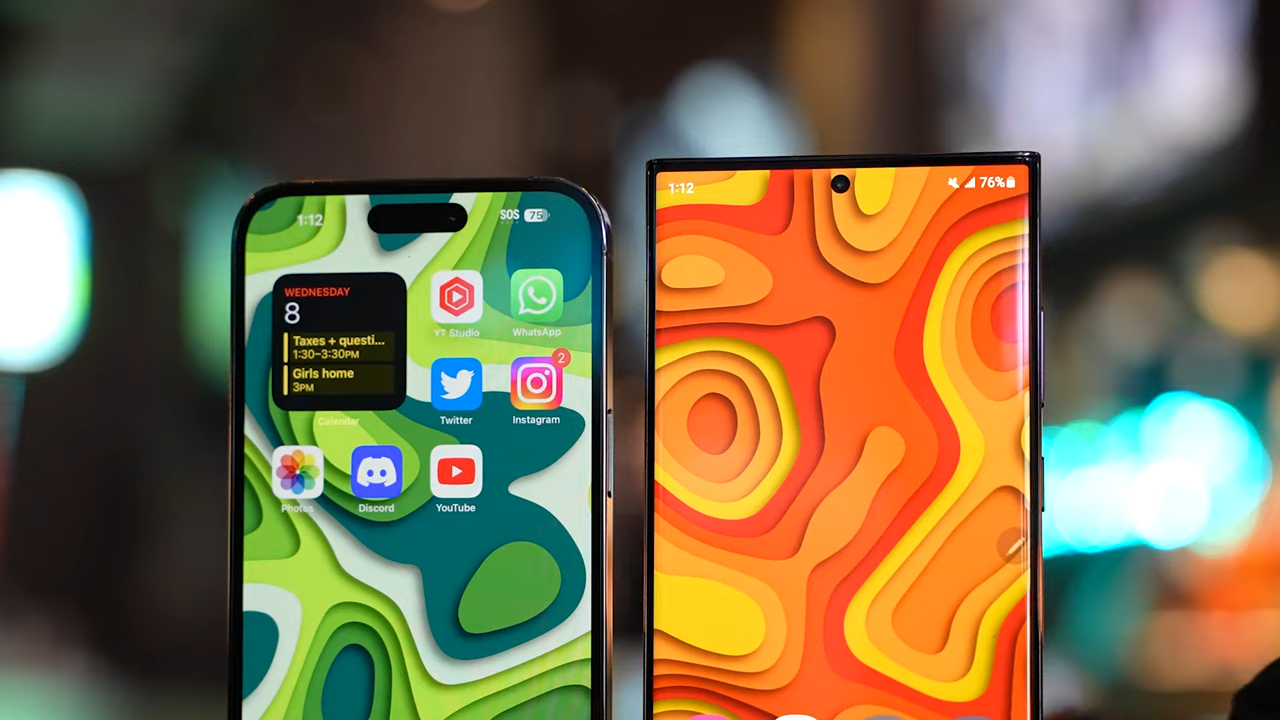 1:12
SOS 75
WEDNESDAY
8
Taxes + questi...
1:30–3:30PM
Girls home
3PM
Calendar
YT Studio
WhatsApp
Twitter
2
Instagram
Photos
Discord
YouTube
1:12
76%